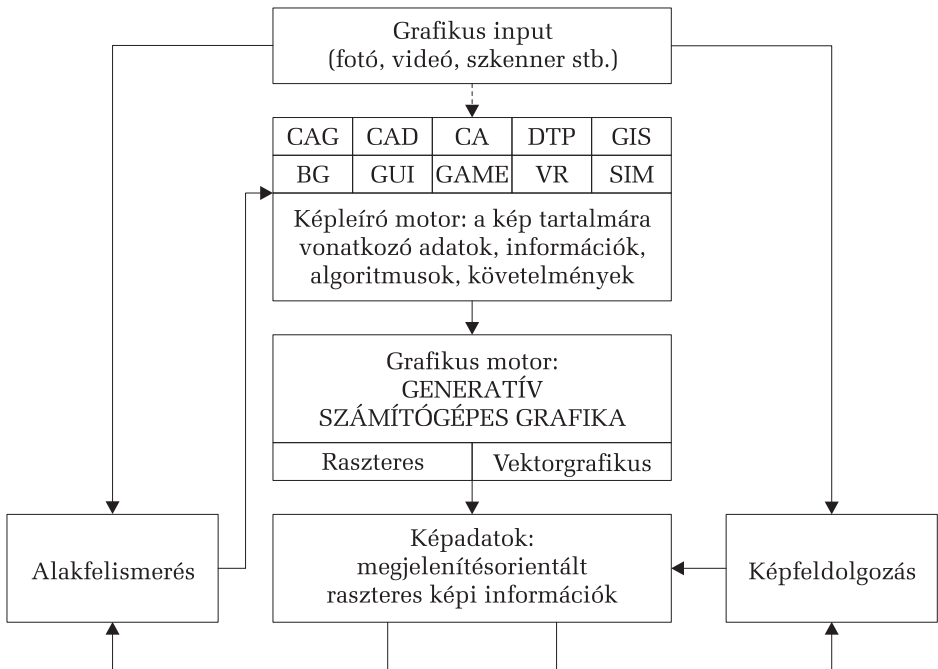 Grafikus input
(fotó, videó, szkenner stb.)
CAG CAD CA DTP GIS
BG GUI GAME VR SIM
Képleíró motor: a kép tartalmára
vonatkozó adatok, információk,
algoritmusok, követelmények
Grafikus motor:
GENERATÍV
SZÁMÍTÓGÉPES GRAFIKA
Raszteres Vektorgrafikus
Alakfelismerés
Képadatok:
megjelenítésorientált
raszteres képi információk
Képfeldolgozás